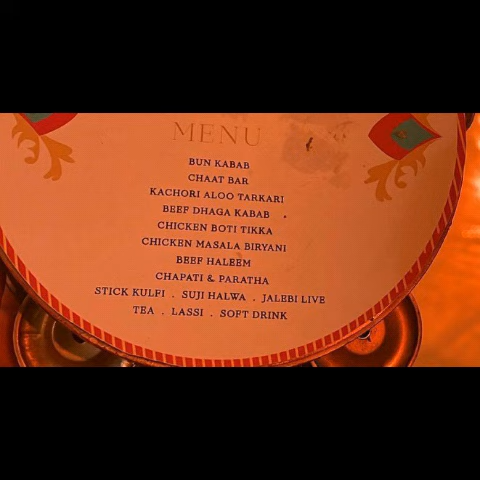 MENU
BUN KABAB
CHAAT BAR
KACHORI ALOO TARKARI
BEEF DHAGA KABAB
CHICKEN BOTI TIKKA
CHICKEN MASALA BIRYANI
BEEF HALEEM
CHAPATI & PARATHA
STICK KULFI . SUJI HALWA . JALEBI LIVE
TEA . LASSI . SOFT DRINK